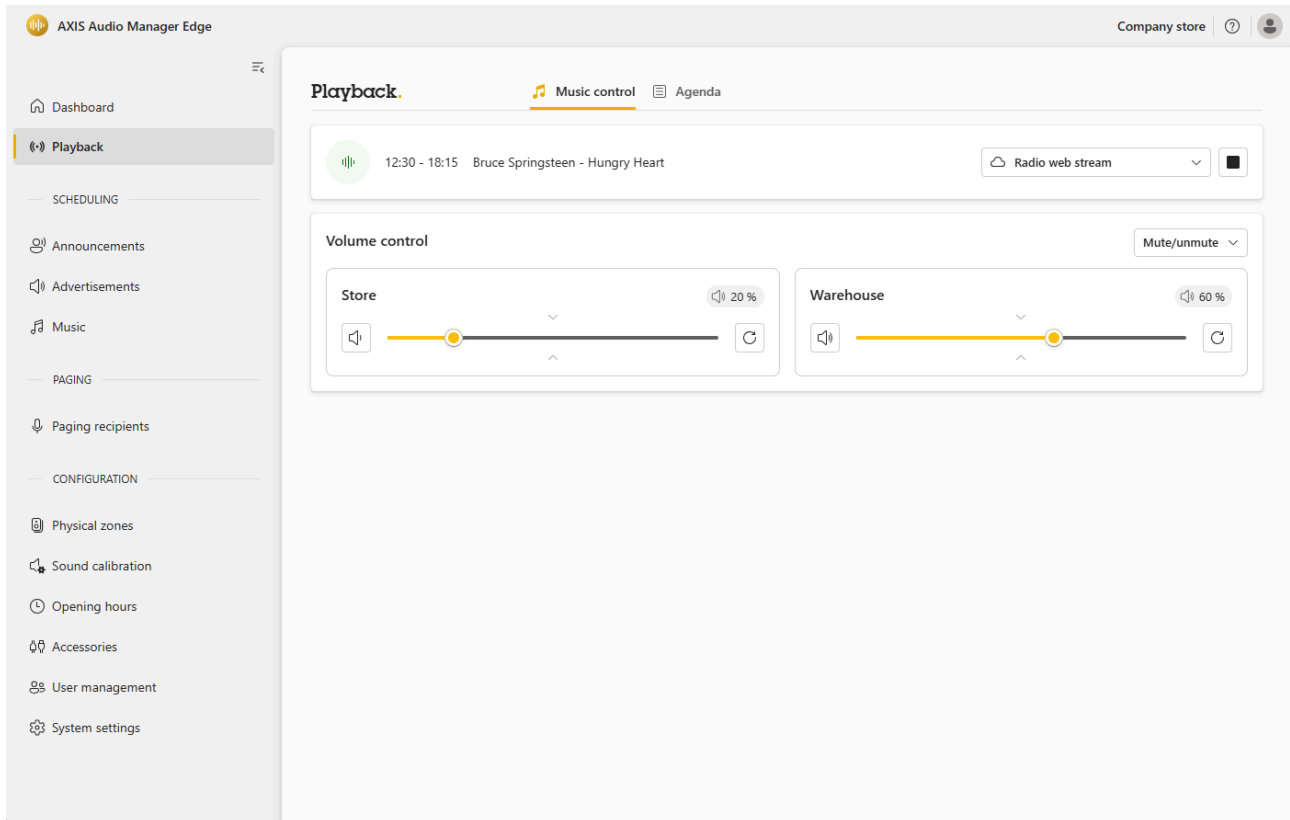 AXIS Audio Manager Edge
Company store
Dashboard
Playback
SCHEDULING
Announcements
Advertisements
Music
PAGING
Paging recipients
CONFIGURATION
Physical zones
Sound calibration
Opening hours
Accessories
User management
System settings
Playback.
Music control
Agenda
12:30 - 18:15 Bruce Springsteen - Hungry Heart
Radio web stream
Volume control
Mute/unmute
Store
20 %
Warehouse
60 %